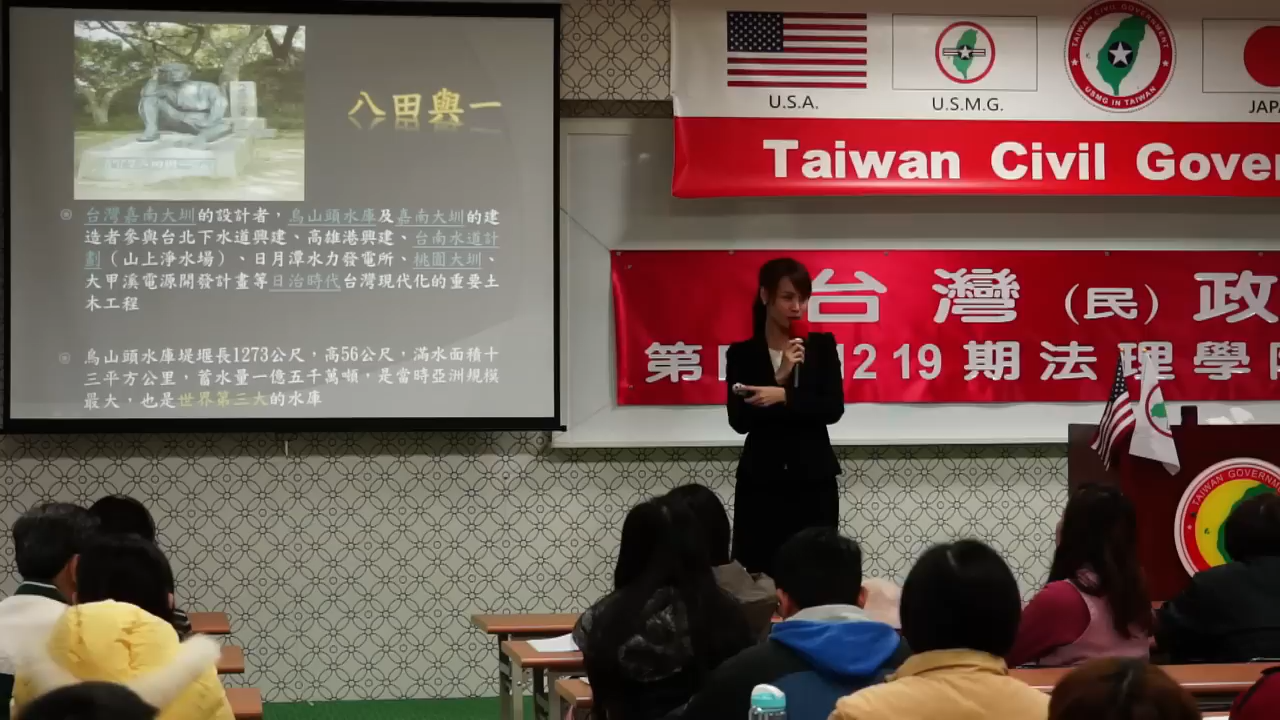 八田與一
台灣嘉南大圳的設計者，烏山頭水庫及嘉南大圳的建
造者參與台北下水道興建、高雄港興建、台南水道計
劃（山上淨水場）、日月潭水力發電所、桃園大圳、
大甲溪電源開發計畫等日治時代台灣現代化的重要土
木工程
烏山頭水庫堤堰長1273公尺，高56公尺，滿水面積十
三平方公里，蓄水量一億五千萬噸，是當時亞洲規模
最大，也是世界第三大的水庫
U.S.A.
U.S.M.G.
TAIWAN CIVIL GOVERNMENT
USMG IN TAIWAN
JAPA
Taiwan Civil Gover
台灣（民）政
第 12 19 期法理學
TAIWAN GOVERNMENT